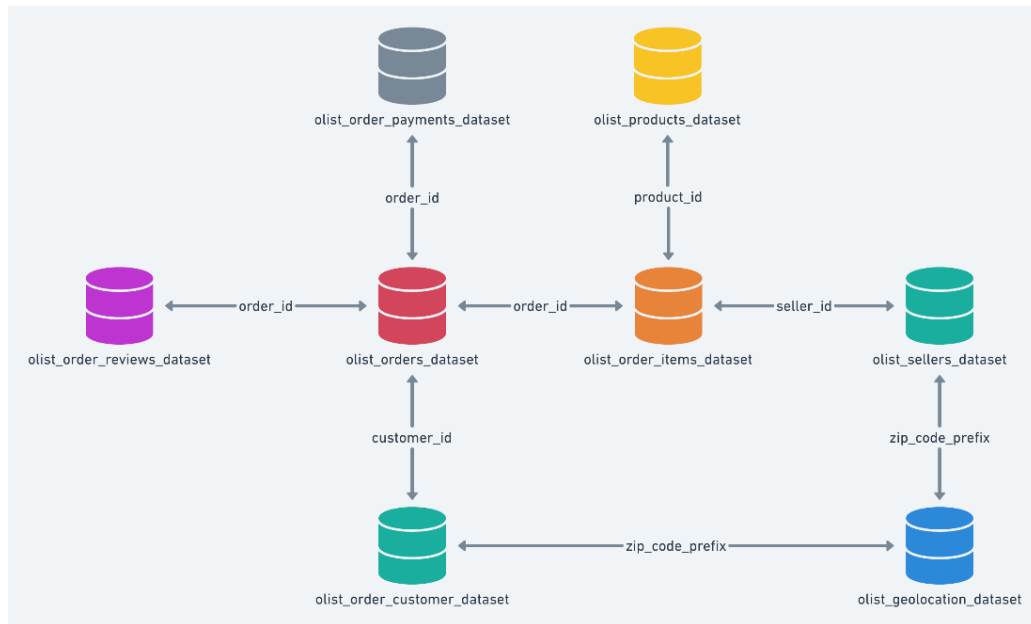 olist_order_payments_dataset
olist_products_dataset
order_id
product_id
order_id
order_id
seller_id
olist_order_reviews_dataset
olist_orders_dataset
olist_order_items_dataset
olist_sellers_dataset
customer_id
zip_code_prefix
zip_code_prefix
olist_order_customer_dataset
olist_geolocation_dataset